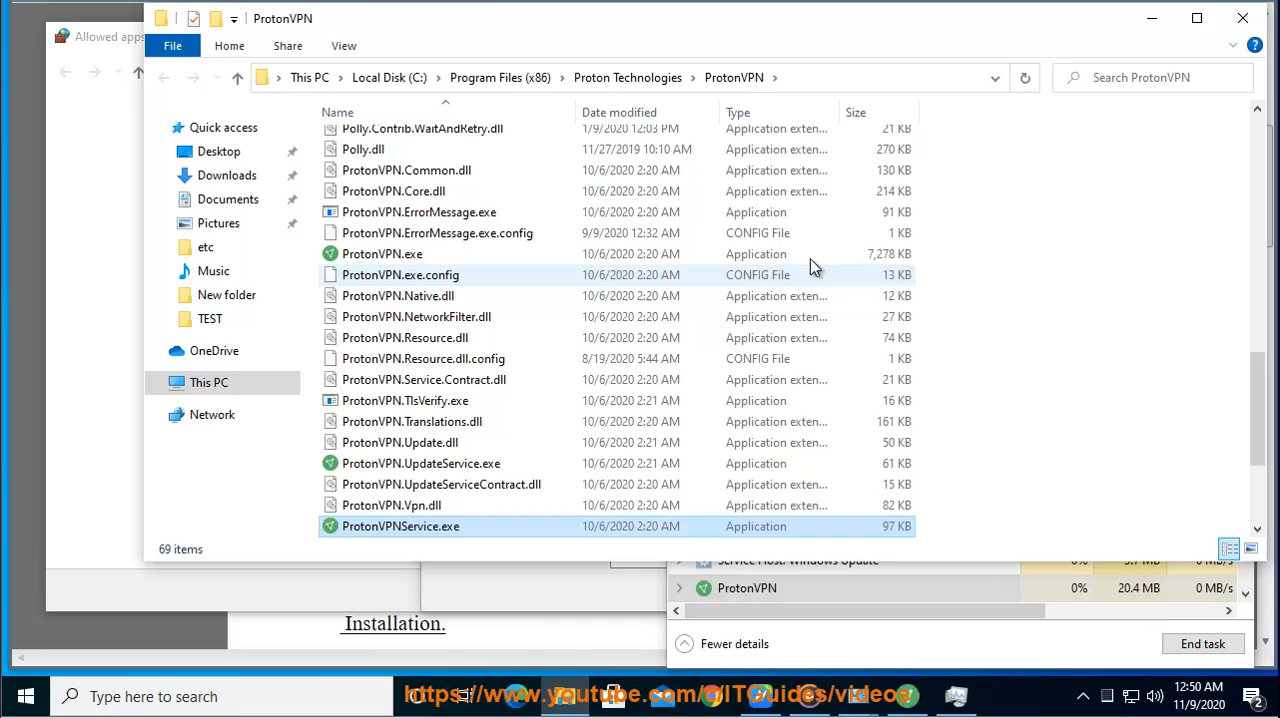 Allowed apps
ProtonVPN
File Home Share View
This PC Local Disk (C:) Program Files (x86) Proton Technologies ProtonVPN
Search ProtonVPN
Name Date modified Type Size
Quick access
Desktop
Downloads
Documents
Pictures
etc
Music
New folder
TEST
OneDrive
This PC
Network
Polly.Contrib.WaitAndRetry.dll 1/9/2020 12:03 PM Application exten... 21 KB
Polly.dll 11/27/2019 10:10 AM Application exten... 270 KB
ProtonVPN.Common.dll 10/6/2020 2:20 AM Application exten... 130 KB
ProtonVPN.Core.dll 10/6/2020 2:20 AM Application exten... 214 KB
ProtonVPN.ErrorMessage.exe 10/6/2020 2:20 AM Application 91 KB
ProtonVPN.ErrorMessage.exe.config 9/9/2020 12:32 AM CONFIG File 1 KB
ProtonVPN.exe 10/6/2020 2:20 AM Application 7,278 KB
ProtonVPN.exe.config 10/6/2020 2:20 AM CONFIG File 13 KB
ProtonVPN.Native.dll 10/6/2020 2:20 AM Application exten... 12 KB
ProtonVPN.NetworkFilter.dll 10/6/2020 2:20 AM Application exten... 27 KB
ProtonVPN.Resource.dll 10/6/2020 2:20 AM Application exten... 74 KB
ProtonVPN.Resource.dll.config 8/19/2020 5:44 AM CONFIG File 1 KB
ProtonVPN.Service.Contract.dll 10/6/2020 2:20 AM Application exten... 21 KB
ProtonVPN.TlsVerify.exe 10/6/2020 2:21 AM Application 16 KB
ProtonVPN.Translations.dll 10/6/2020 2:20 AM Application exten... 161 KB
ProtonVPN.Update.dll 10/6/2020 2:21 AM Application exten... 50 KB
ProtonVPN.UpdateService.exe 10/6/2020 2:21 AM Application 61 KB
ProtonVPN.UpdateServiceContract.dll 10/6/2020 2:20 AM Application exten... 15 KB
ProtonVPN.Vpn.dll 10/6/2020 2:20 AM Application exten... 82 KB
ProtonVPNService.exe 10/6/2020 2:20 AM Application 97 KB
69 items
Service Host: Windows Update 0% 5.7 MB 0 MB/s
ProtonVPN 0% 20.4 MB 0 MB/s
Installation.
Fewer details End task
Type here to search
https://www.youtube.com/@ITGuides/videos
12:50 AM
11/9/2020
2